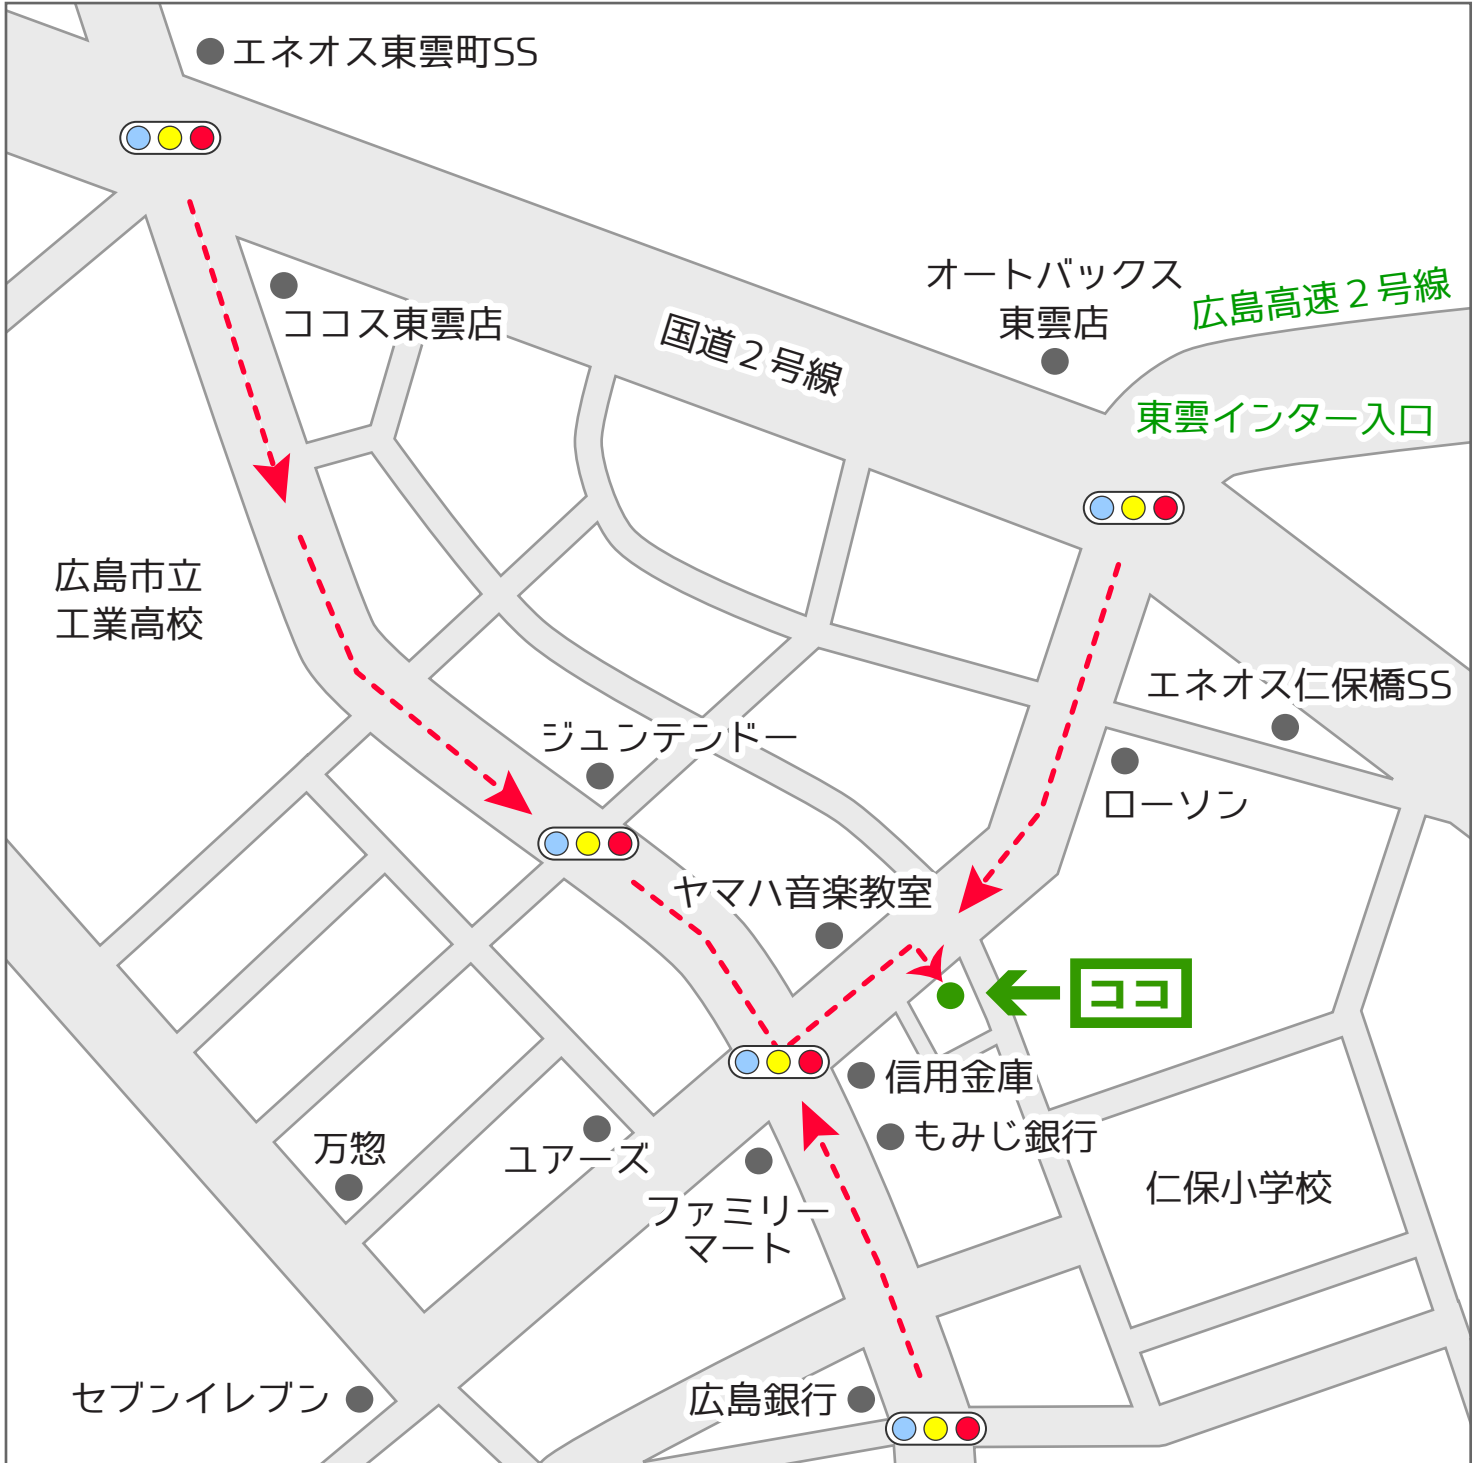 エネオス東雲町SS
オートバックス
東雲店
広島高速２号線
ココス東雲店
国道２号線
東雲インター入口
広島市立
工業高校
エネオス仁保橋SS
ジュンテンドー
ローソン
ヤマハ音楽教室
ココ
信用金庫
もみじ銀行
万惣
ユアーズ
仁保小学校
ファミリー
マート
セブンイレブン
広島銀行